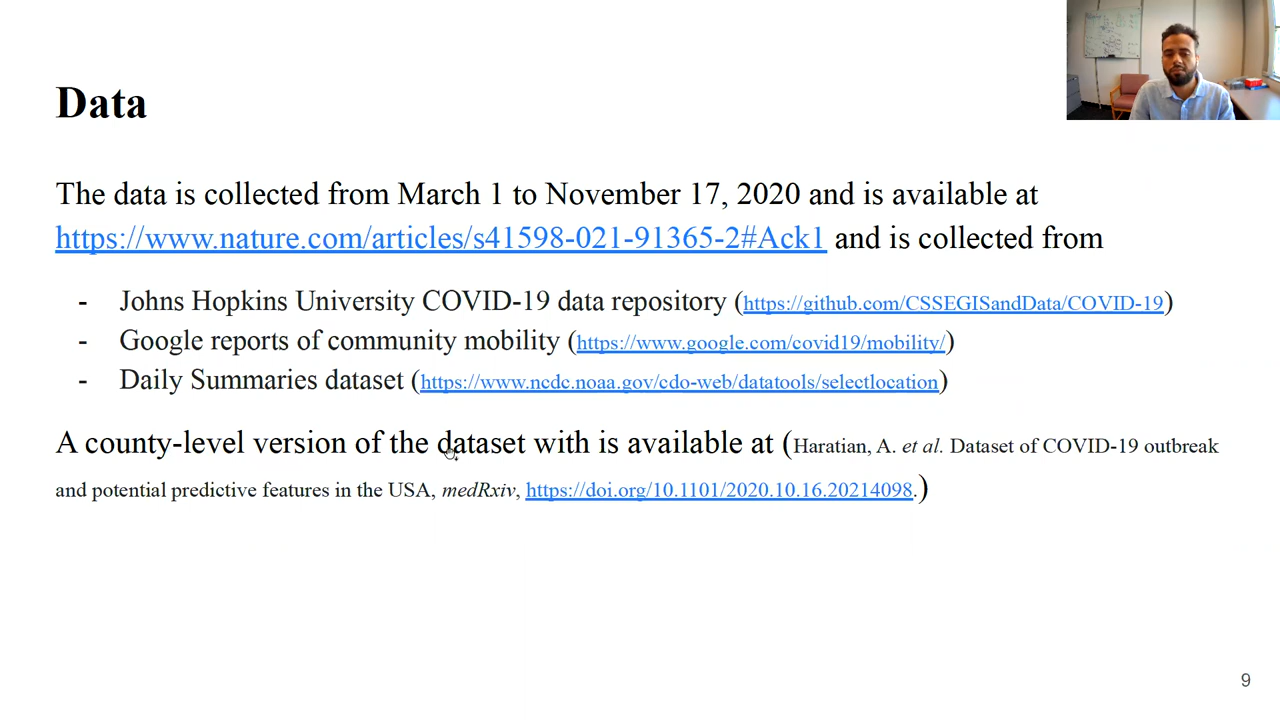 Data
The data is collected from March 1 to November 17, 2020 and is available at
https://www.nature.com/articles/s41598-021-91365-2#Ack1 and is collected from
- Johns Hopkins University COVID-19 data repository (https://github.com/CSSEGISandData/COVID-19)
- Google reports of community mobility (https://www.google.com/covid19/mobility/)
- Daily Summaries dataset (https://www.ncdc.noaa.gov/cdo-web/datatools/selectlocation)
A county-level version of the dataset with is available at (Haratian, A. et al. Dataset of COVID-19 outbreak
and potential predictive features in the USA, medRxiv, https://doi.org/10.1101/2020.10.16.20214098.)
9